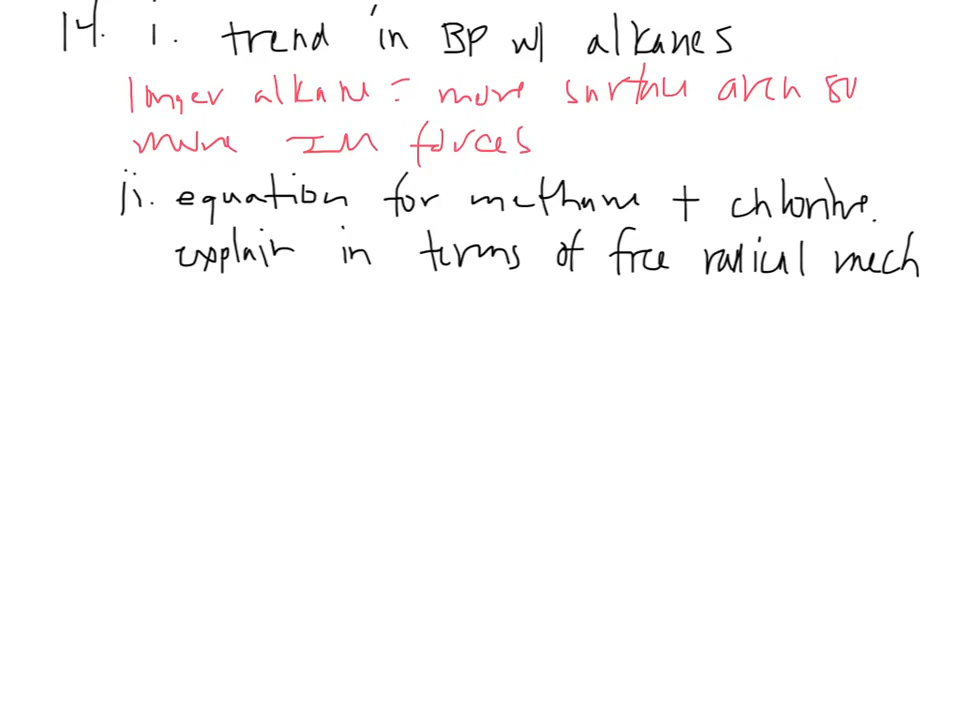 14. i. trend in BP w/ alkanes
longer alkane = more surface area so
more IM forces
ii. equation for methane + chlorine.
explain in terms of free radical mech